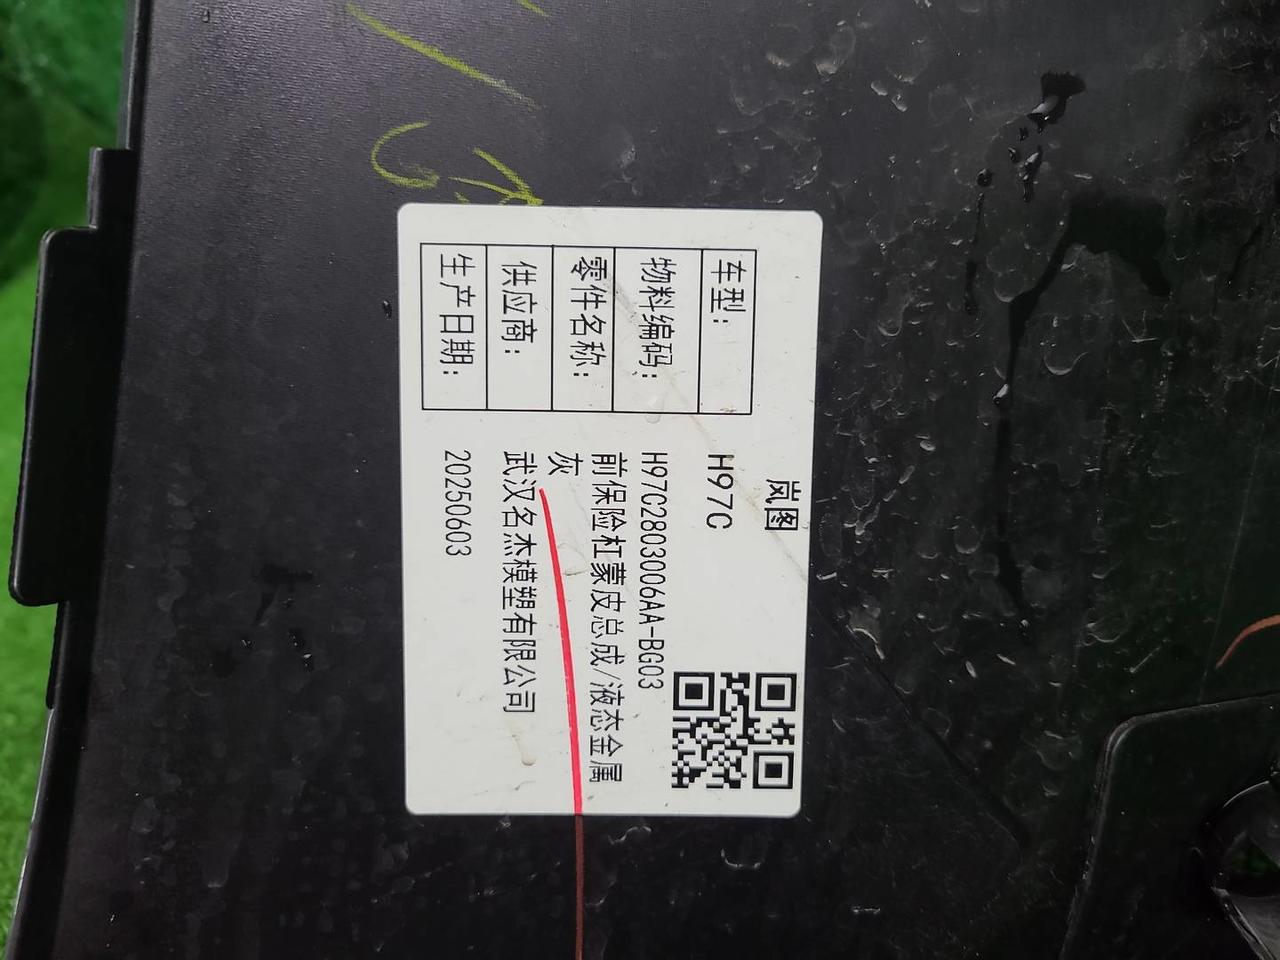 岚图
车型: H97C
物料编码: H97C2803006AA-BG03
零件名称: 前保险杠蒙皮总成/液态金属
灰
供应商: 武汉名杰模塑有限公司
生产日期: 20250603